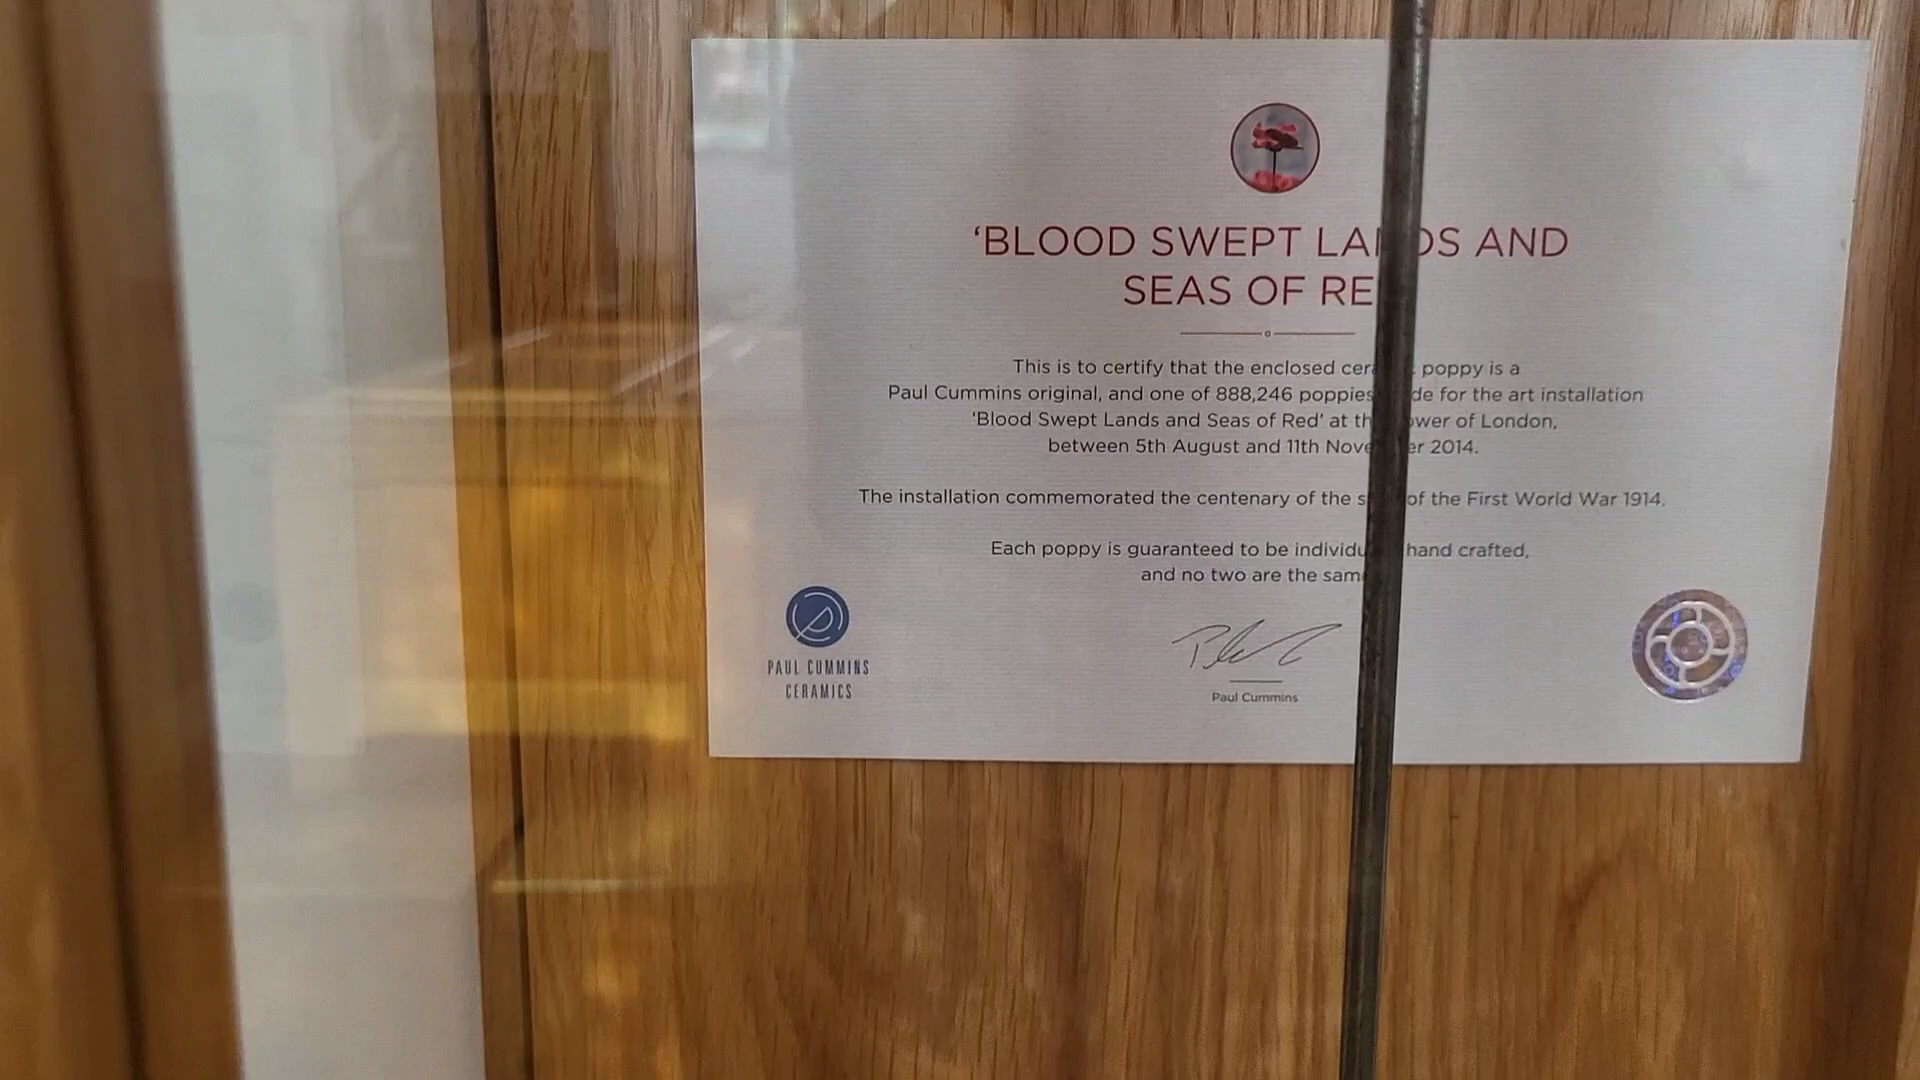 'BLOOD SWEPT LANDS AND
SEAS OF RE
This is to certify that the enclosed cer poppy is a
Paul Cummins original, and one of 888,246 poppies de for the art installation
'Blood Swept Lands and Seas of Red' at th ower of London,
between 5th August and 11th Nove er 2014.
The installation commemorated the centenary of the s of the First World War 1914.
Each poppy is guaranteed to be individu hand crafted,
and no two are the sam
PAUL CUMMINS
CERAMICS
Paul Cummins